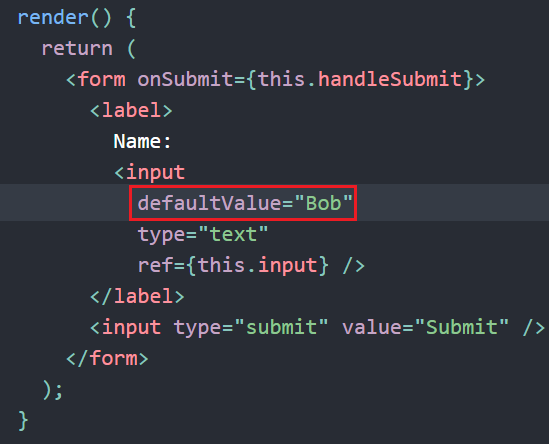 render() {
  return (
    <form onSubmit={this.handleSubmit}>
      <label>
        Name:
        <input
          defaultValue="Bob"
          type="text"
          ref={this.input} />
      </label>
      <input type="submit" value="Submit" />
    </form>
  );
}